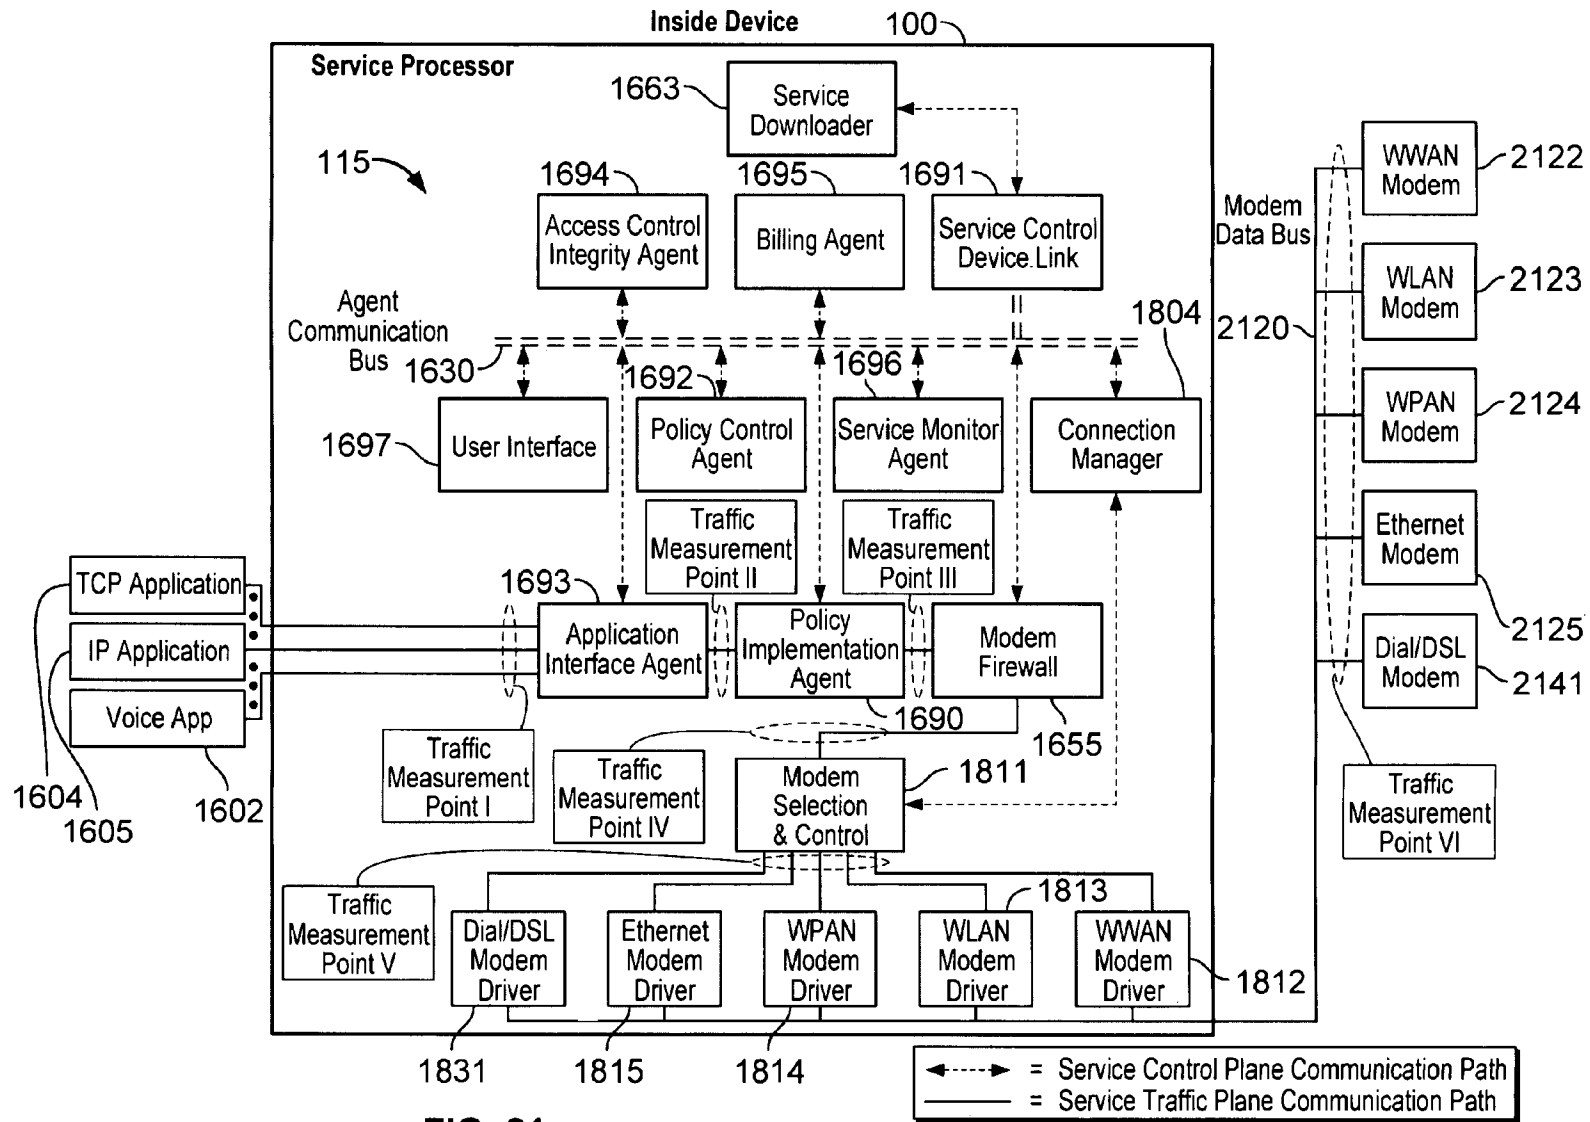 Inside Device
100
Service Processor
1663
Service
Downloader
115
1694
1695
1691
Access Control
Integrity Agent
Billing Agent
Service Control
Device.Link
Modem
Data Bus
WWAN
Modem
2122
WLAN
Modem
2123
Agent
Communication
Bus
1630
1804
2120
1692
1696
WPAN
Modem
2124
1697
User Interface
Policy Control
Agent
Service Monitor
Agent
Connection
Manager
Traffic
Measurement
Point II
Traffic
Measurement
Point III
Ethernet
Modem
2125
TCP Application
1693
IP Application
Application
Interface Agent
Policy
Implementation
Agent
Modem
Firewall
Dial/DSL
Modem
2141
Voice App
1690
1655
1604
1605
1602
Traffic
Measurement
Point I
Traffic
Measurement
Point IV
Modem
Selection
& Control
1811
Traffic
Measurement
Point VI
Traffic
Measurement
Point V
1813
Dial/DSL
Modem
Driver
Ethernet
Modem
Driver
WPAN
Modem
Driver
WLAN
Modem
Driver
WWAN
Modem
Driver
1812
1831
1815
1814
= Service Control Plane Communication Path
= Service Traffic Plane Communication Path